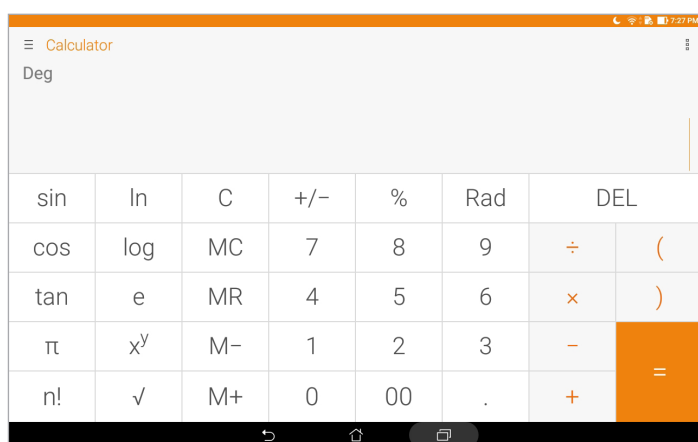 7:27 PM
Calculator
Deg
sin ln C +/− % Rad DEL
cos log MC 7 8 9 ÷ (
tan e MR 4 5 6 × )
π xʸ M− 1 2 3 − =
n! √ M+ 0 00 . +